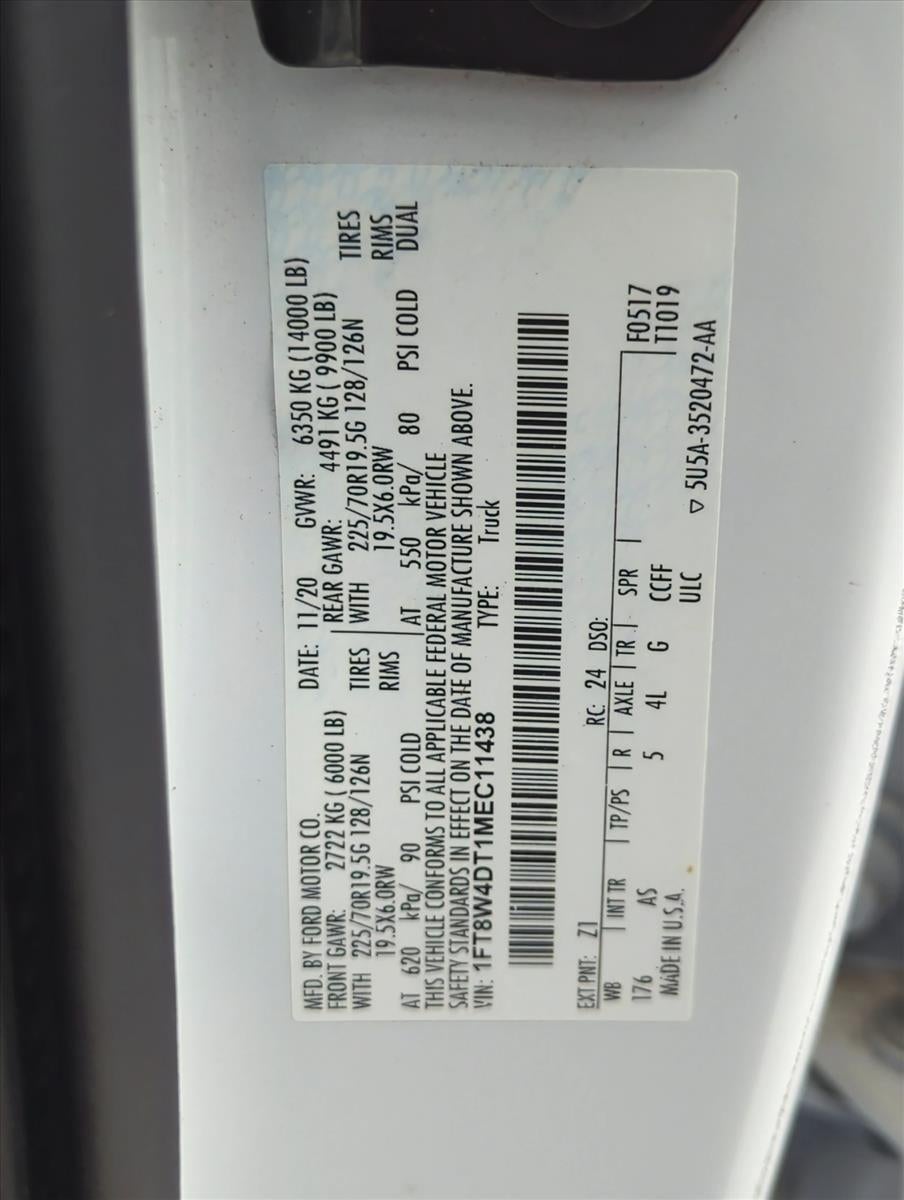 MFD. BY FORD MOTOR CO. DATE: 11/20 GVWR: 6350 KG (14000 LB)
FRONT GAWR: 2722 KG ( 6000 LB) REAR GAWR: 4491 KG ( 9900 LB)
WITH 225/70R19.5G 128/126N TIRES WITH 225/70R19.5G 128/126N TIRES
19.5X6.0RW RIMS 19.5X6.0RW RIMS
AT 620 kPa/ 90 PSI COLD AT 550 kPa/ 80 PSI COLD DUAL
THIS VEHICLE CONFORMS TO ALL APPLICABLE FEDERAL MOTOR VEHICLE
SAFETY STANDARDS IN EFFECT ON THE DATE OF MANUFACTURE SHOWN ABOVE.
VIN: 1FT8W4DT1MEC11438 TYPE: Truck
EXT PNT: Z1 RC: 24 DSO:
WB INT TR TP/PS R AXLE TR SPR F0517
176 AS 5 4L G CCFF T1019
MADE IN U.S.A. ULC
▽ 5U5A-3520472-AA